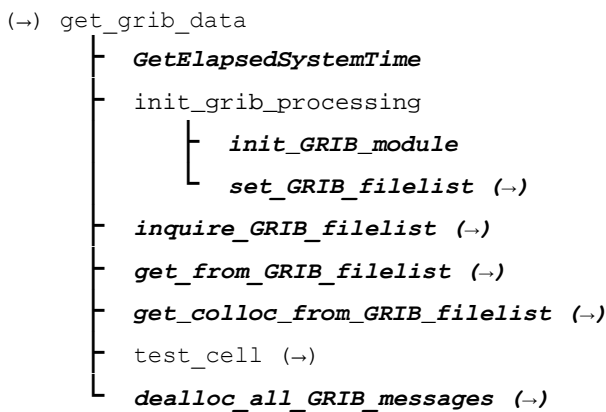 (→) get_grib_data
GetElapsedSystemTime
init_grib_processing
init_GRIB_module
set_GRIB_filelist (→)
inquire_GRIB_filelist (→)
get_from_GRIB_filelist (→)
get_colloc_from_GRIB_filelist (→)
test_cell (→)
dealloc_all_GRIB_messages (→)